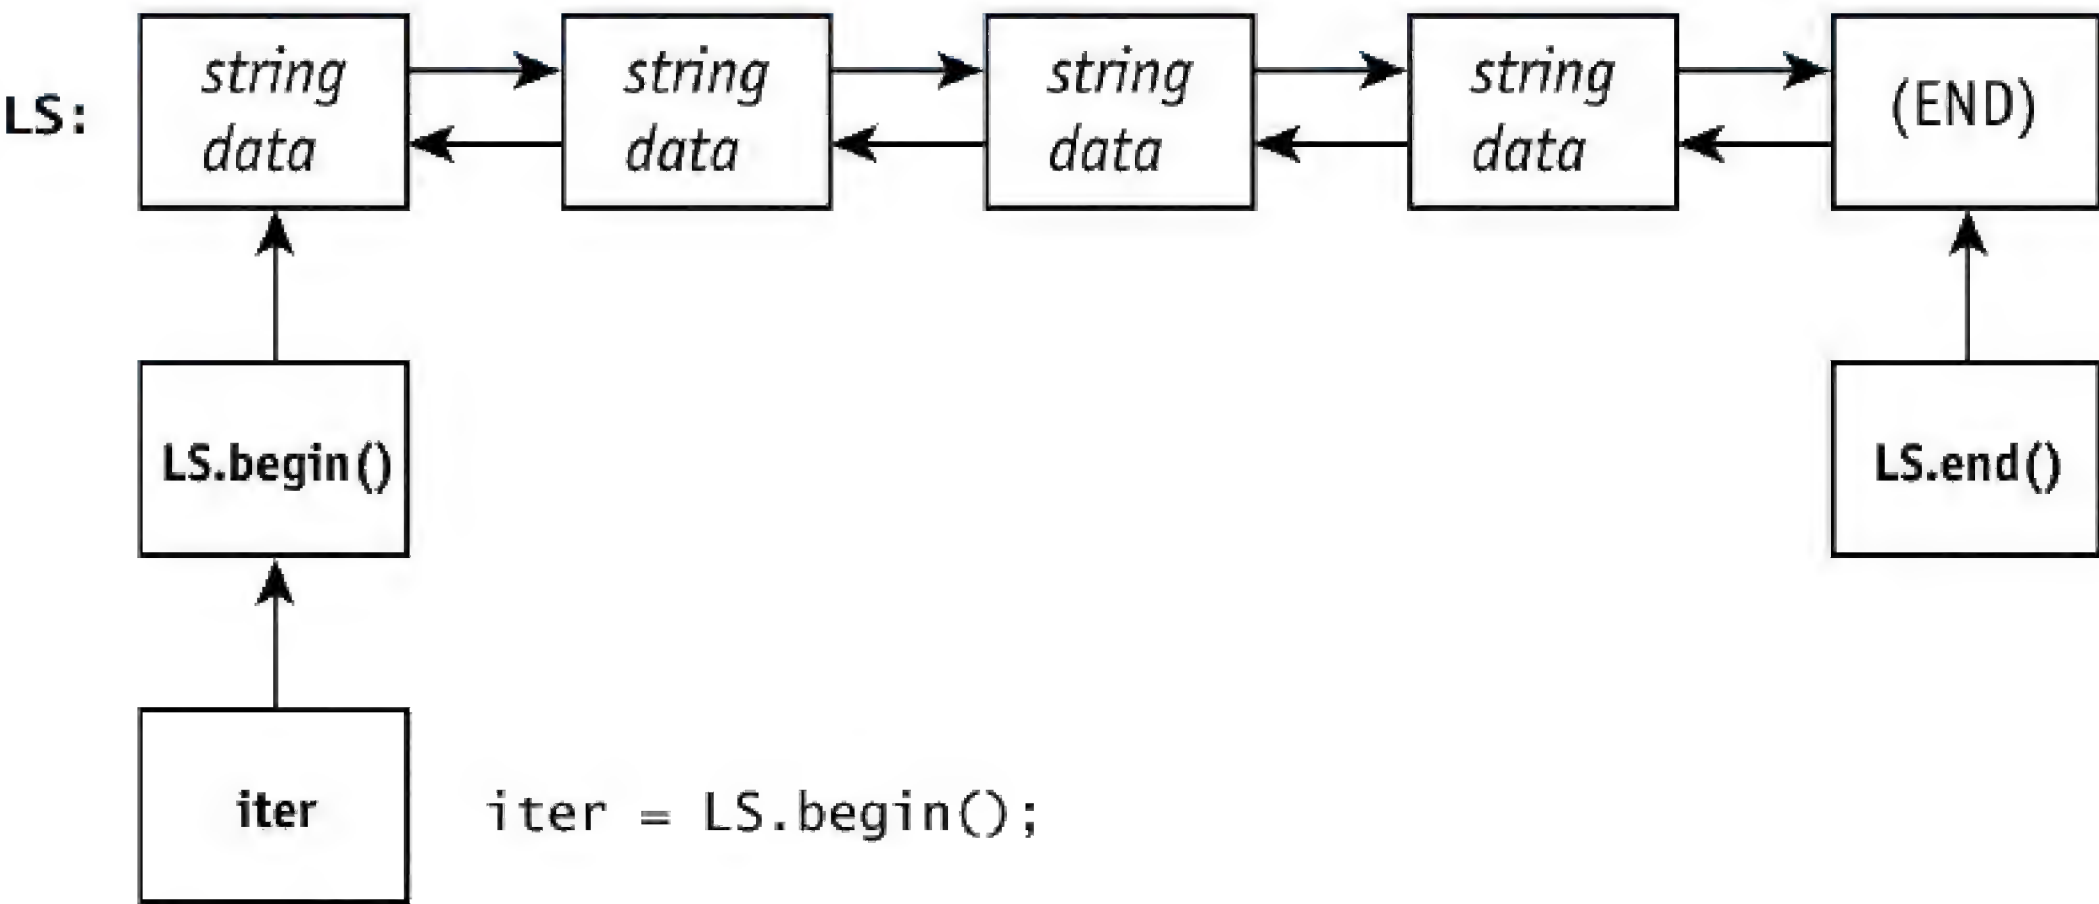 LS:
string
data
string
data
string
data
string
data
(END)
LS.begin()
LS.end()
iter
iter = LS.begin();